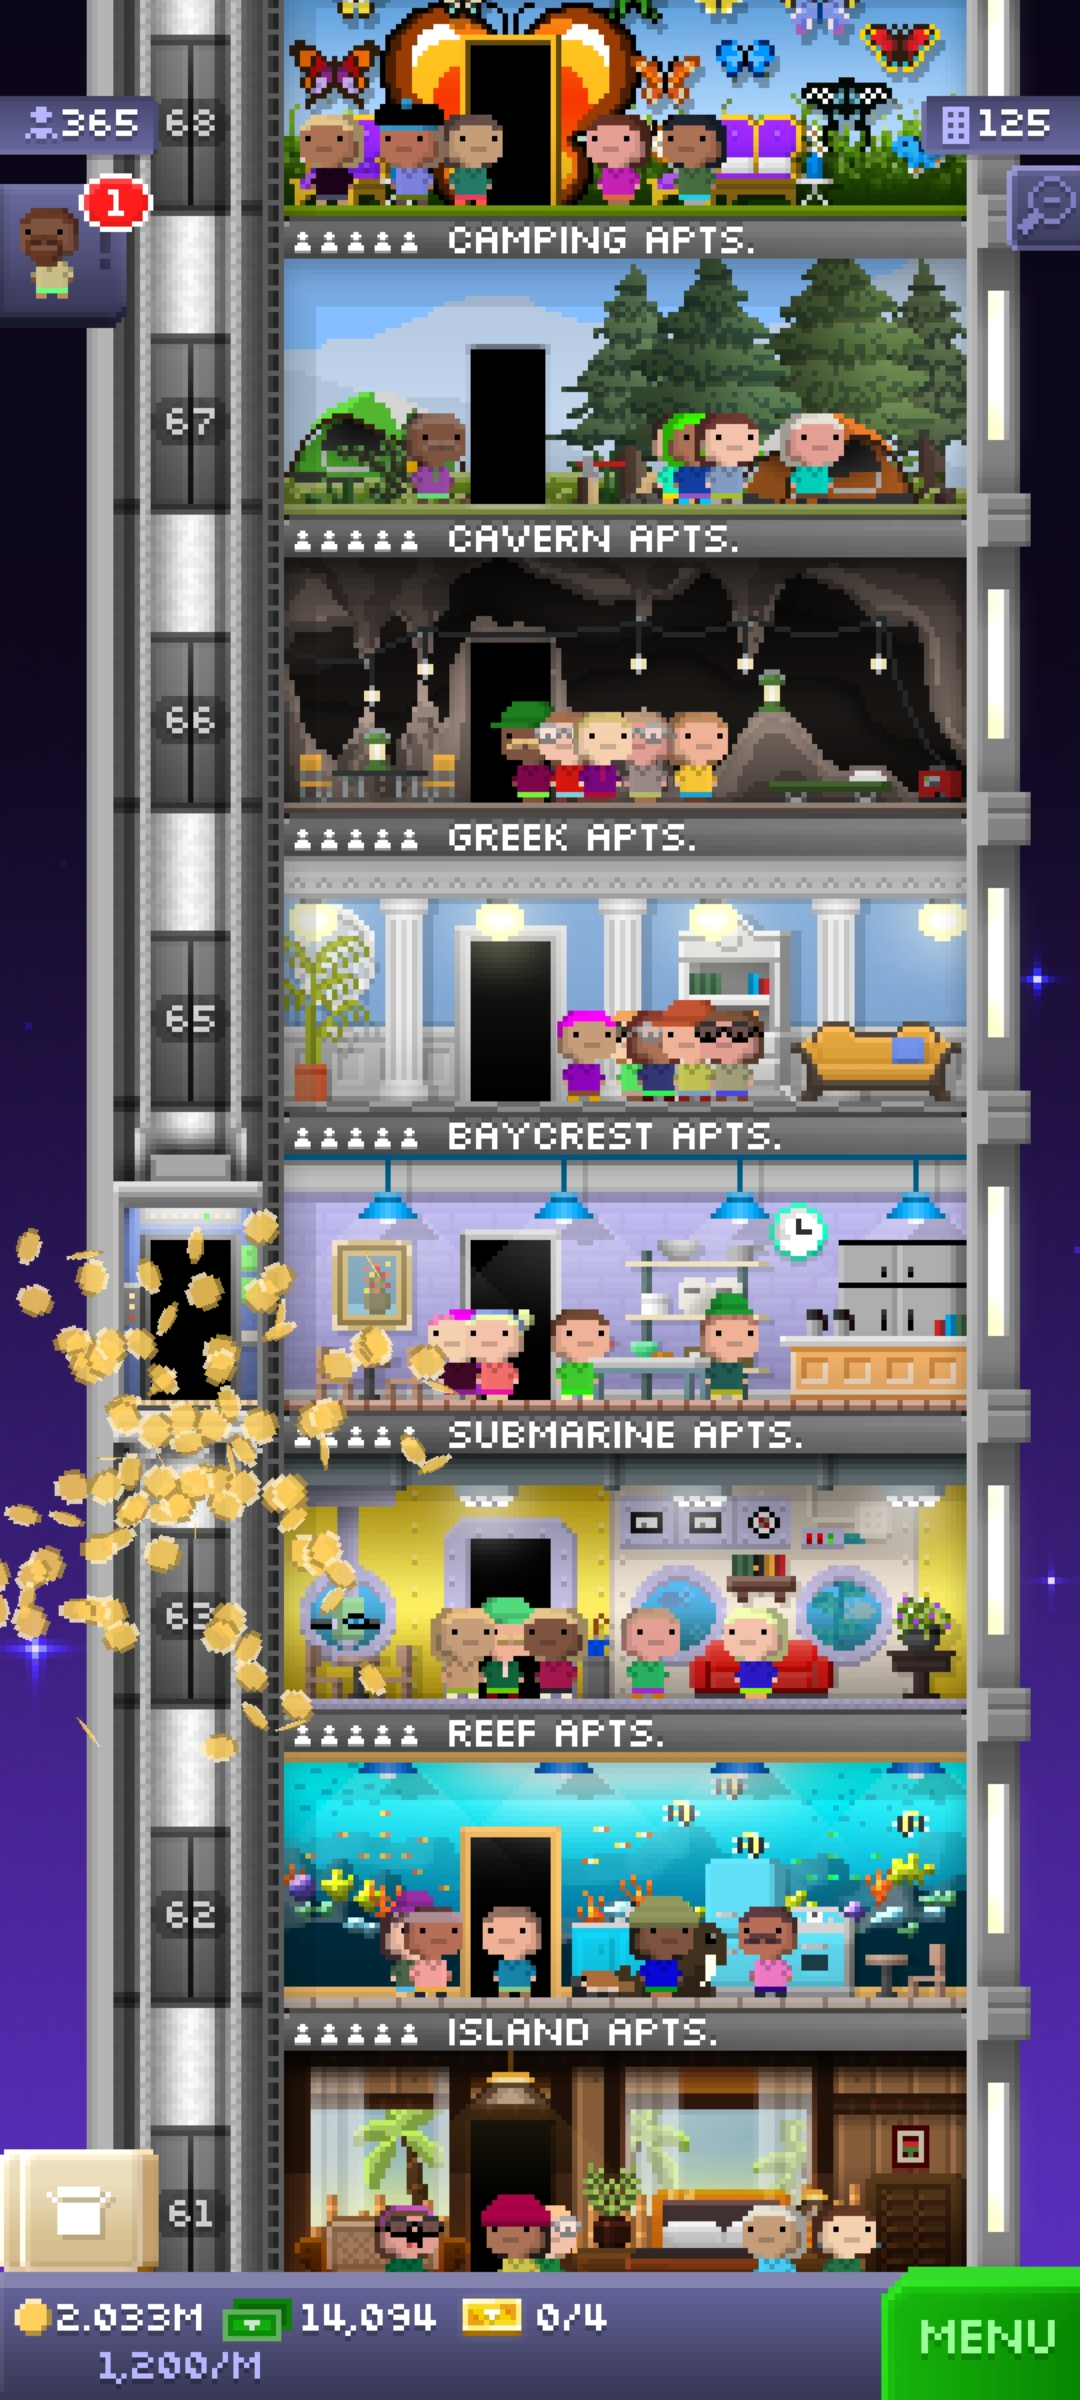 365
68
125
1
CAMPING APTS.
67
CAVERN APTS.
66
GREEK APTS.
65
BAYCREST APTS.
SUBMARINE APTS.
63
REEF APTS.
62
ISLAND APTS.
61
2.033M 14,094 0/4
1,200/M
MENU